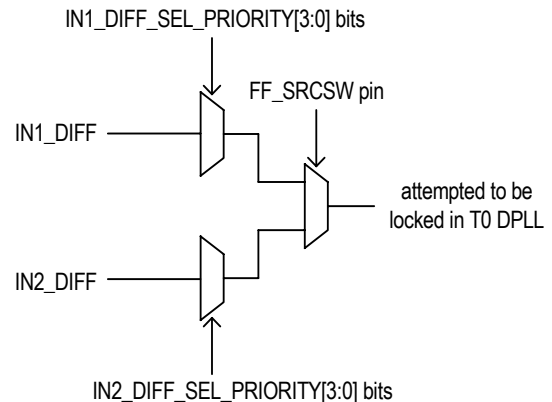 IN1_DIFF_SEL_PRIORITY[3:0] bits
FF_SRCSW pin
IN1_DIFF
attempted to be
locked in T0 DPLL
IN2_DIFF
IN2_DIFF_SEL_PRIORITY[3:0] bits